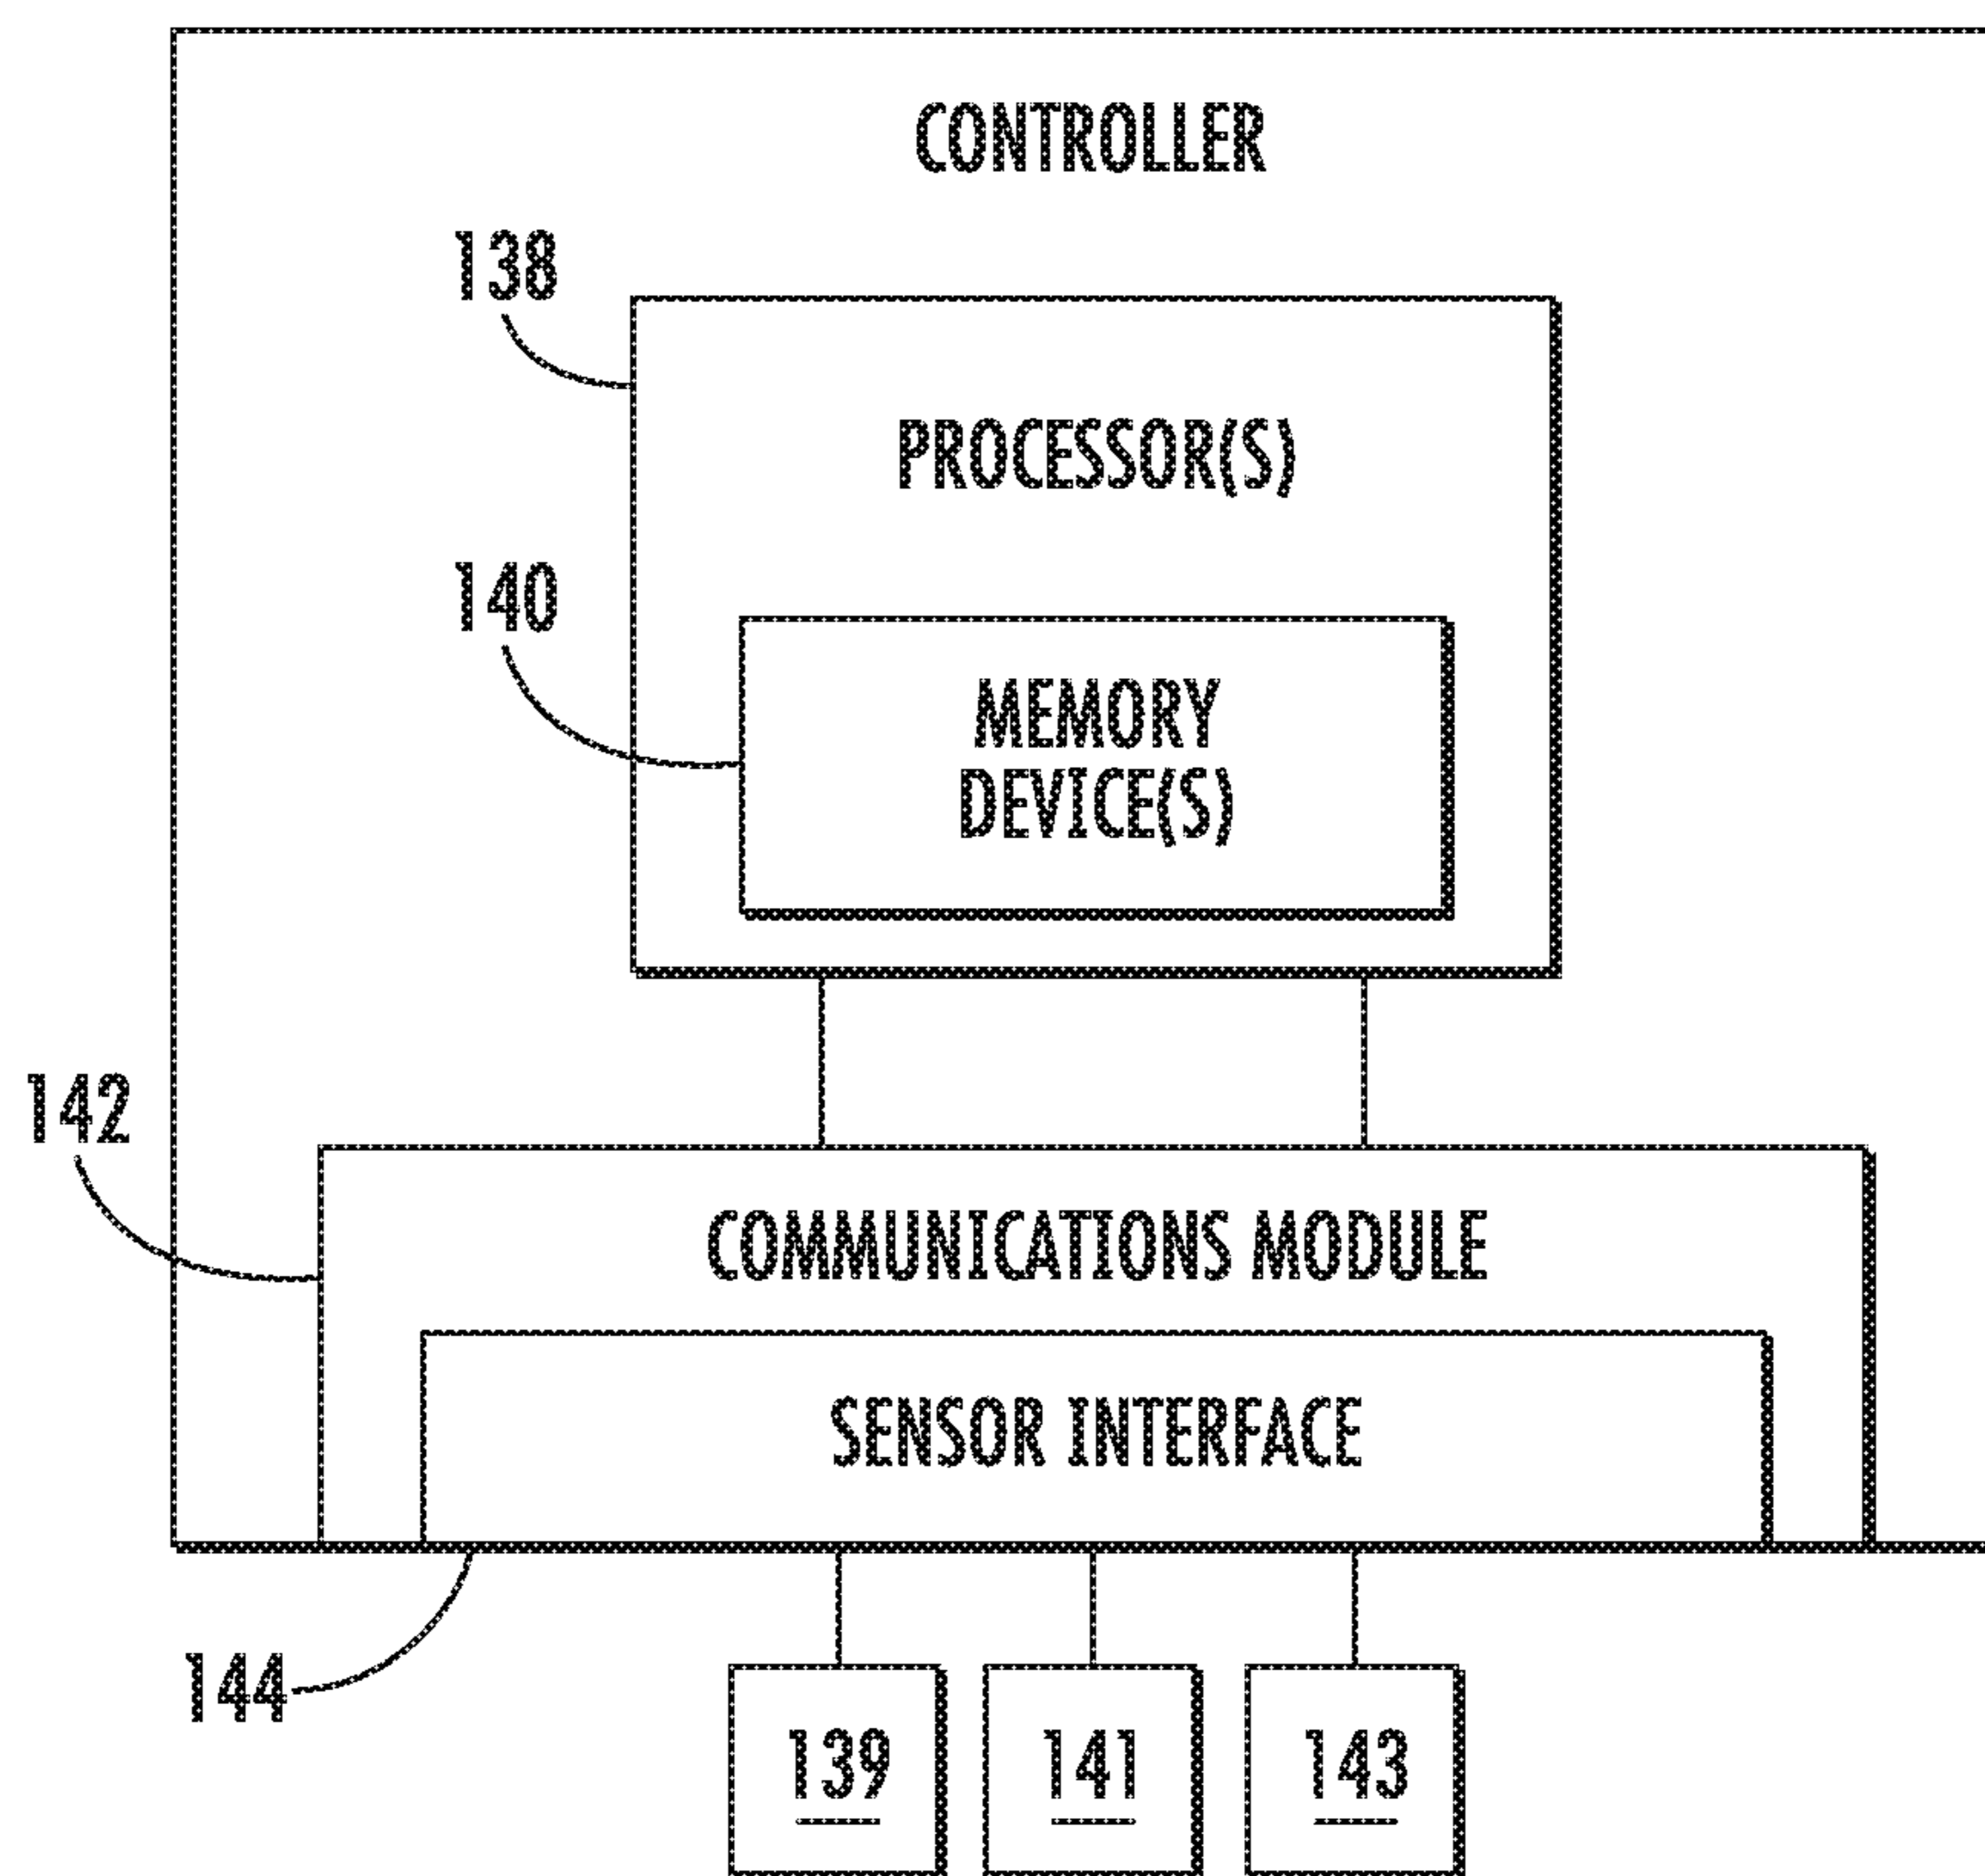 CONTROLLER
138
PROCESSOR(S)
140
MEMORY
DEVICE(S)
142
COMMUNICATIONS MODULE
SENSOR INTERFACE
144
139 141 143